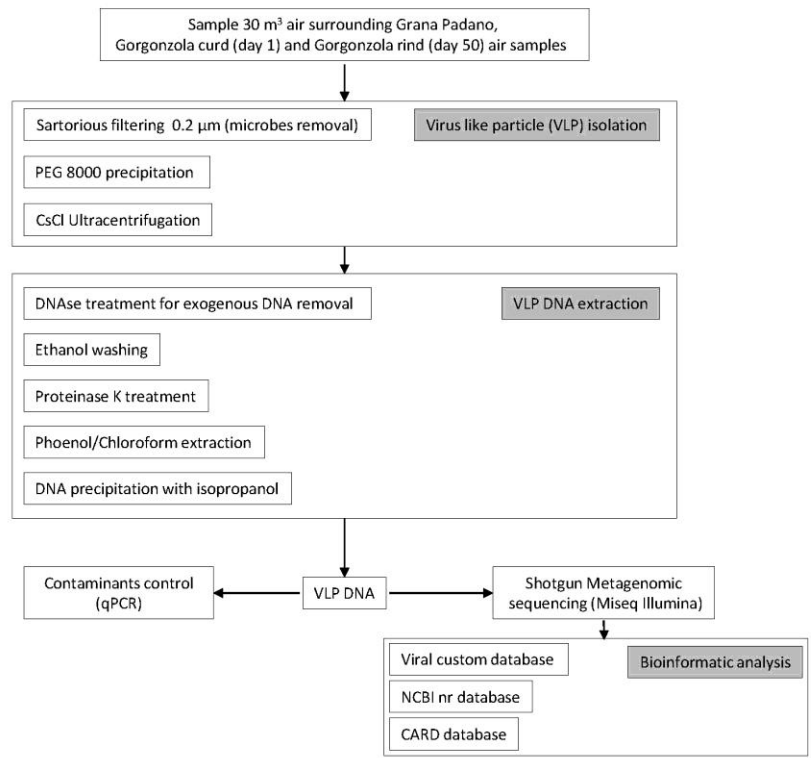 Sample 30 m³ air surrounding Grana Padano,
Gorgonzola curd (day 1) and Gorgonzola rind (day 50) air samples
Sartorious filtering 0.2 µm (microbes removal)
Virus like particle (VLP) isolation
PEG 8000 precipitation
CsCl Ultracentrifugation
DNAse treatment for exogenous DNA removal
VLP DNA extraction
Ethanol washing
Proteinase K treatment
Phoenol/Chloroform extraction
DNA precipitation with isopropanol
Contaminants control
(qPCR)
VLP DNA
Shotgun Metagenomic
sequencing (Miseq Illumina)
Viral custom database
Bioinformatic analysis
NCBI nr database
CARD database